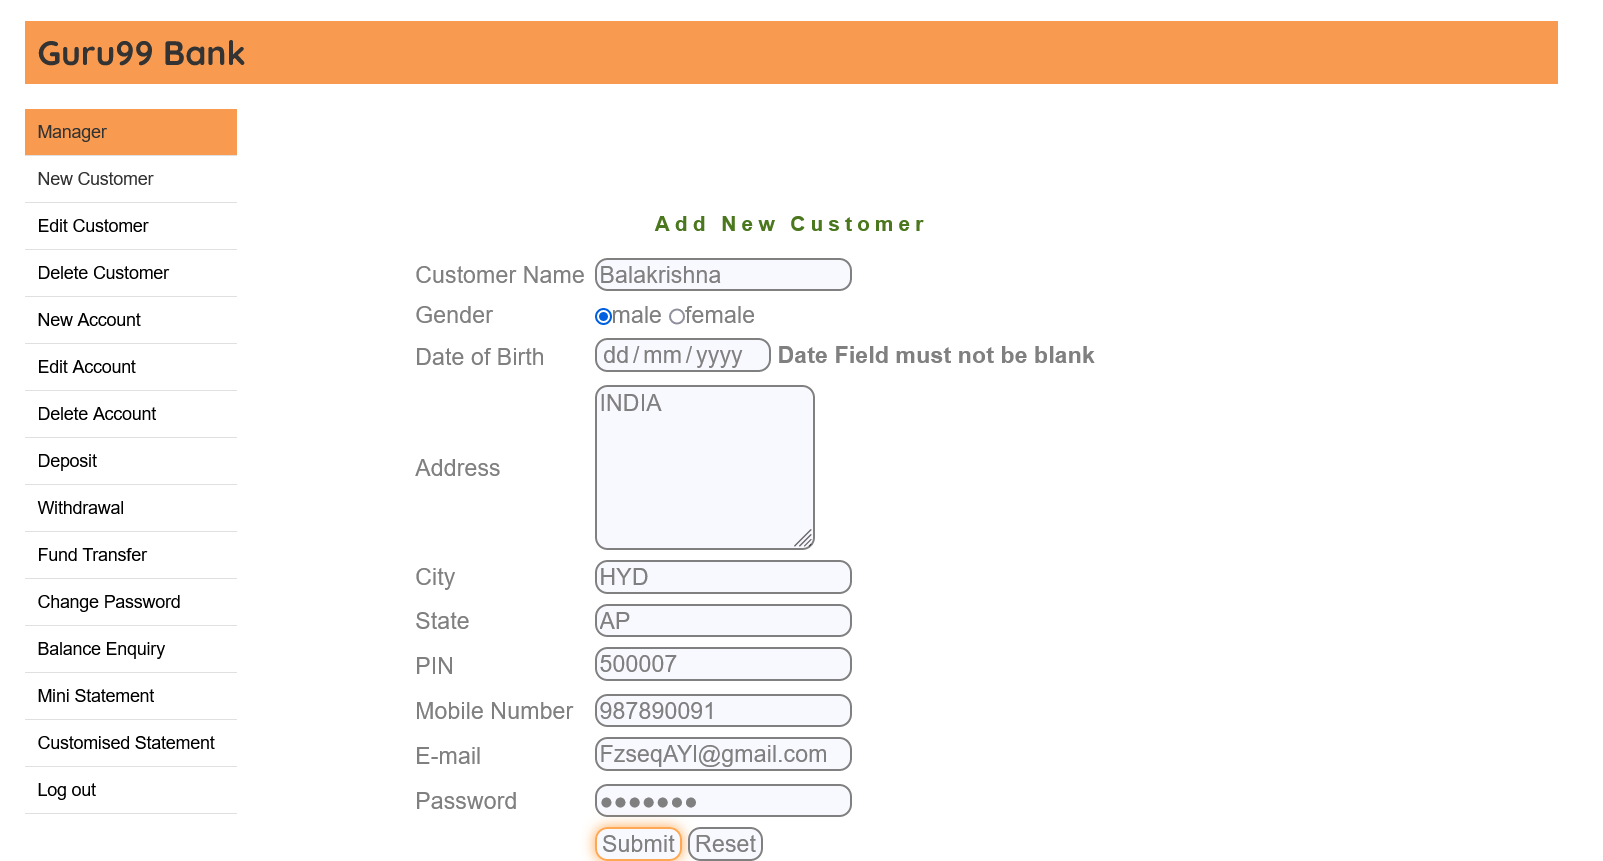 Guru99 Bank
Manager
New Customer
Edit Customer
Delete Customer
New Account
Edit Account
Delete Account
Deposit
Withdrawal
Fund Transfer
Change Password
Balance Enquiry
Mini Statement
Customised Statement
Log out
Add New Customer
Customer Name Balakrishna
Gender male female
Date of Birth dd/mm/yyyy Date Field must not be blank
Address INDIA
City HYD
State AP
PIN 500007
Mobile Number 987890091
E-mail FzseqAYl@gmail.com
Password ●●●●●●●
Submit Reset